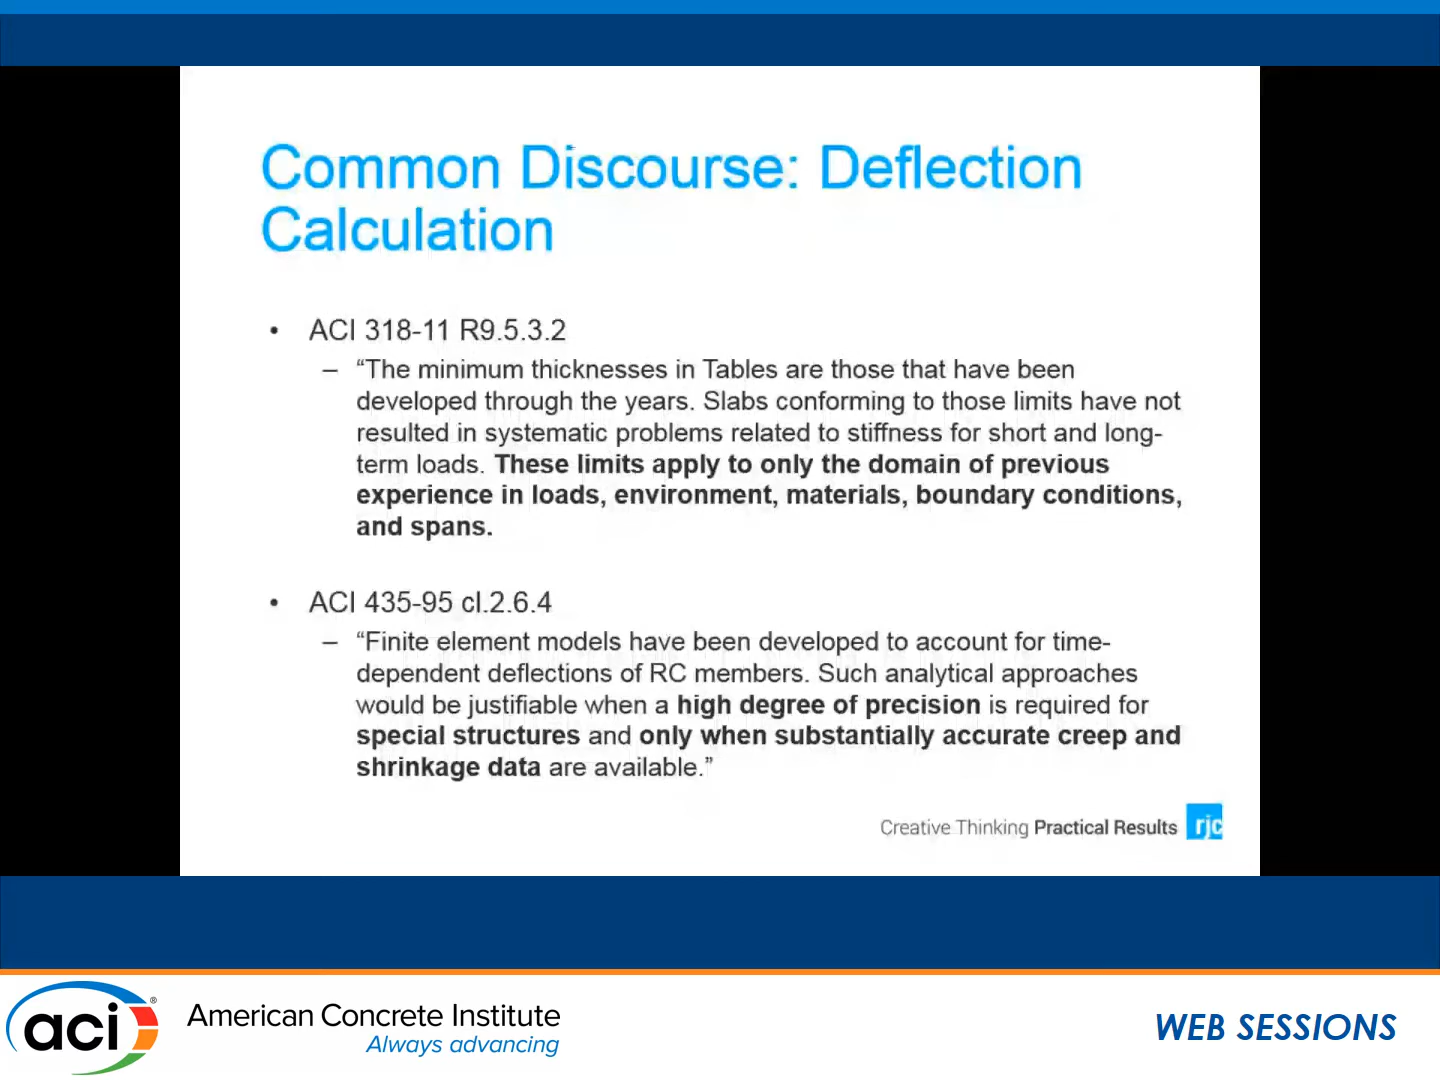 Common Discourse: Deflection
Calculation
• ACI 318-11 R9.5.3.2
– “The minimum thicknesses in Tables are those that have been
developed through the years. Slabs conforming to those limits have not
resulted in systematic problems related to stiffness for short and long-
term loads. These limits apply to only the domain of previous
experience in loads, environment, materials, boundary conditions,
and spans.
• ACI 435-95 cl.2.6.4
– “Finite element models have been developed to account for time-
dependent deflections of RC members. Such analytical approaches
would be justifiable when a high degree of precision is required for
special structures and only when substantially accurate creep and
shrinkage data are available.”
Creative Thinking Practical Results rjc
aci®
American Concrete Institute
Always advancing
WEB SESSIONS